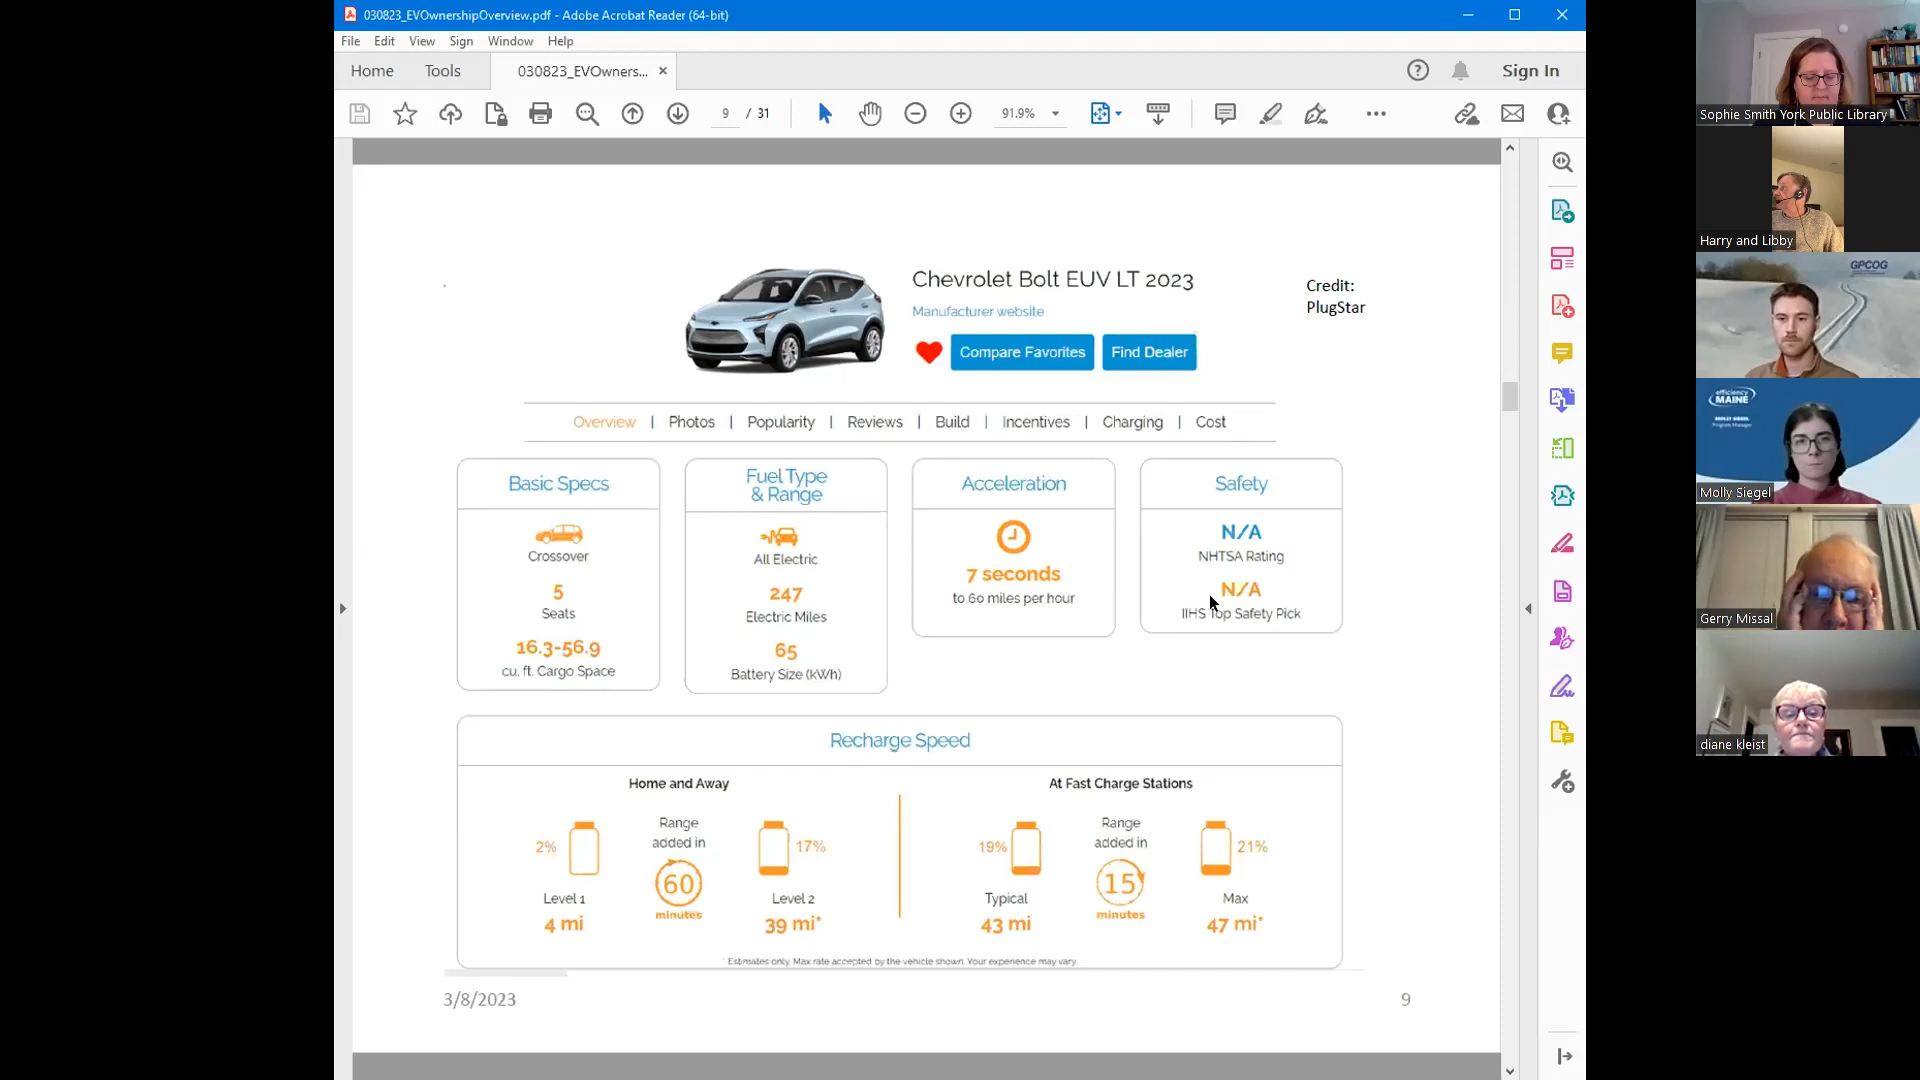 030823_EVOwnershipOverview.pdf - Adobe Acrobat Reader (64-bit)
File Edit View Sign Window Help
Home Tools 030823_EVOwners... × Sign In
9 / 31 91.9%
Chevrolet Bolt EUV LT 2023
Manufacturer website
Compare Favorites Find Dealer
Credit:
PlugStar
Overview | Photos | Popularity | Reviews | Build | Incentives | Charging | Cost
Basic Specs
Crossover
5
Seats
16.3-56.9
cu. ft. Cargo Space
Fuel Type
& Range
All Electric
247
Electric Miles
65
Battery Size (kWh)
Acceleration
7 seconds
to 60 miles per hour
Safety
N/A
NHTSA Rating
N/A
IIHS Top Safety Pick
Recharge Speed
Home and Away
2%
Level 1
4 mi
Range
added in
60
minutes
17%
Level 2
39 mi*
At Fast Charge Stations
19%
Typical
43 mi
Range
added in
15
minutes
21%
Max
47 mi*
* Estimates only. Max rate accepted by the vehicle shown. Your experience may vary.
3/8/2023
9
Sophie Smith York Public Library
Harry and Libby
GPCOG
efficiency
MAINE
MOLLY SIEGEL
Program Manager
Molly Siegel
Gerry Missal
diane kleist